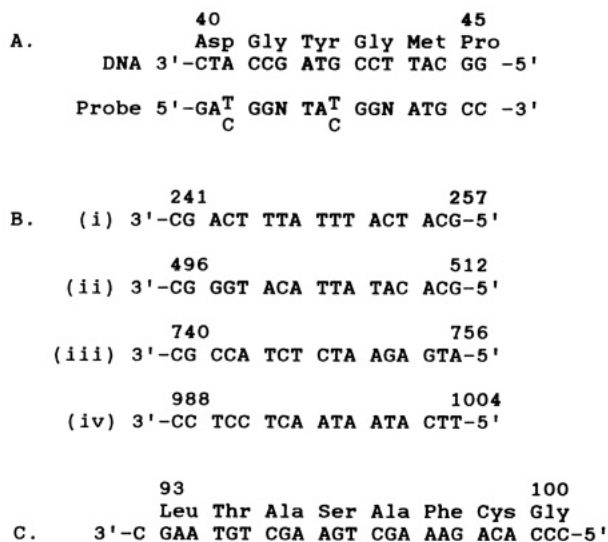 40 45
A. Asp Gly Tyr Gly Met Pro
DNA 3'-CTA CCG ATG CCT TAC GG -5'
Probe 5'-GAT GGN TAT GGN ATG CC -3'
C C
241 257
B. (i) 3'-CG ACT TTA TTT ACT ACG-5'
496 512
(ii) 3'-CG GGT ACA TTA TAC ACG-5'
740 756
(iii) 3'-CG CCA TCT CTA AGA GTA-5'
988 1004
(iv) 3'-CC TCC TCA ATA ATA CTT-5'
93 100
Leu Thr Ala Ser Ala Phe Cys Gly
C. 3'-C GAA TGT CGA AGT CGA AAG ACA CCC-5'